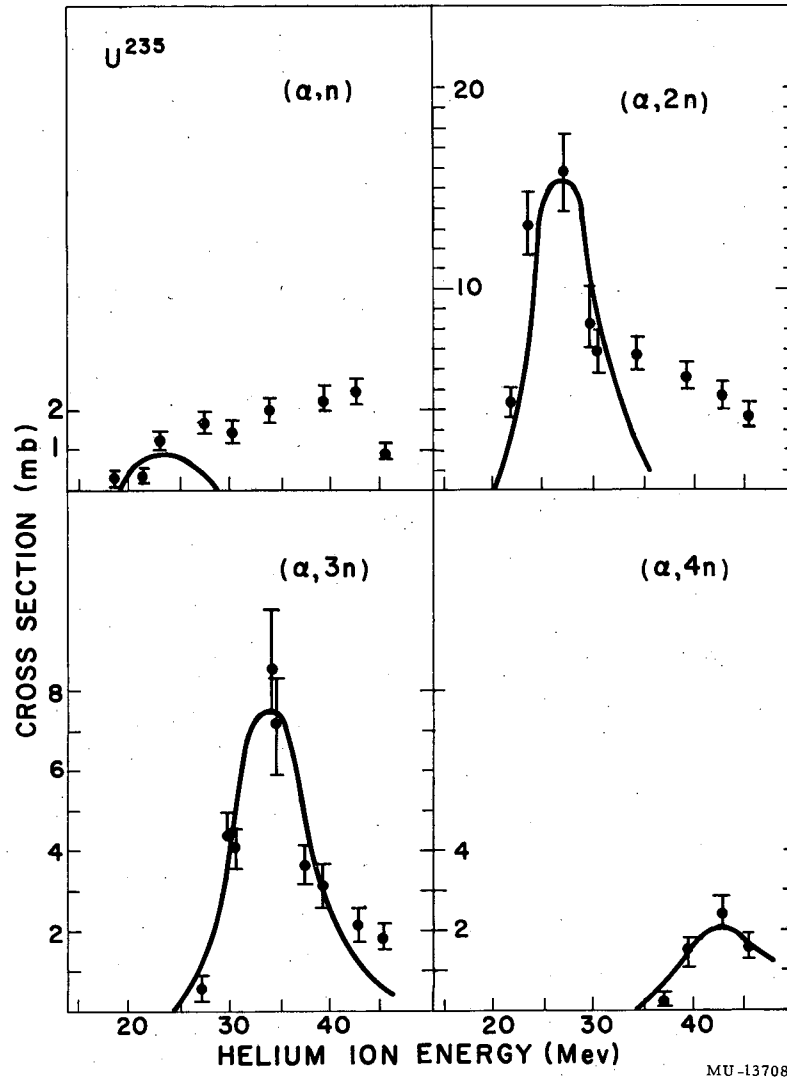 U235
(α,n)
2
1
(α,2n)
20
10
CROSS SECTION (mb)
(α,3n)
8
6
4
2
(α,4n)
4
2
20 30 40 20 30 40
HELIUM ION ENERGY (Mev)
MU-13708